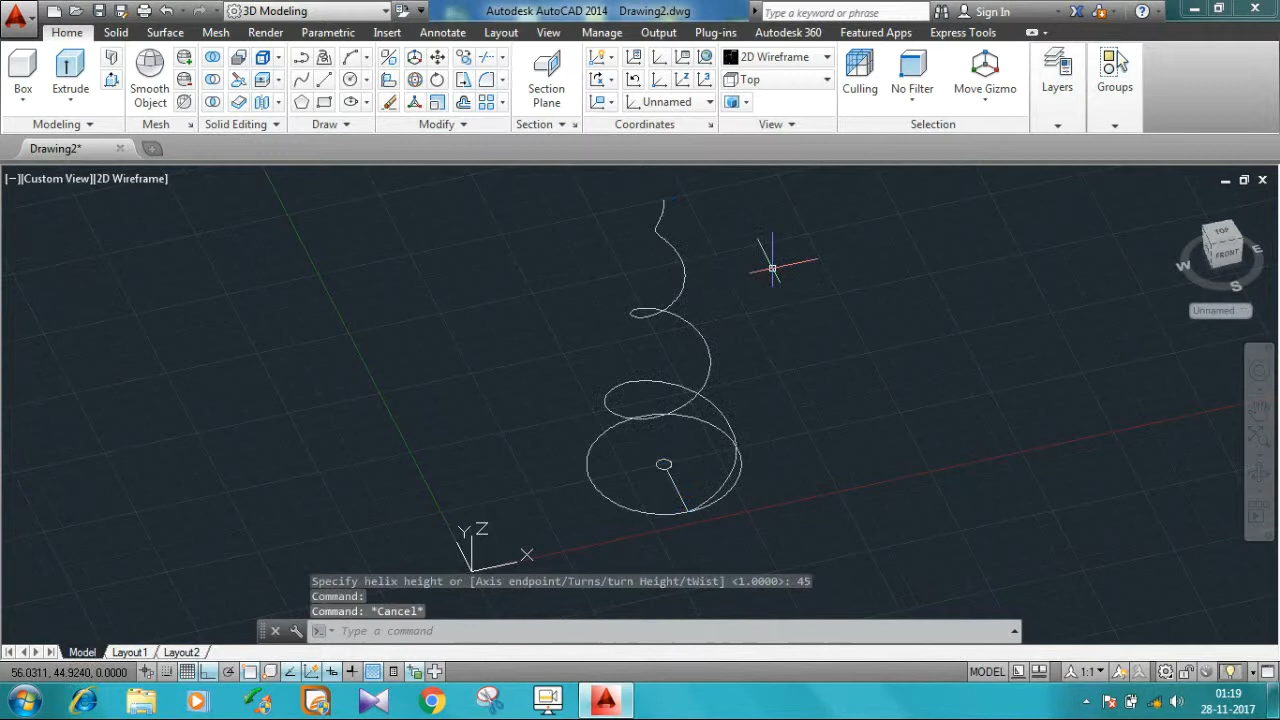 3D Modeling
Autodesk AutoCAD 2014 Drawing2.dwg
Type a keyword or phrase
Sign In
Home Solid Surface Mesh Render Parametric Insert Annotate Layout View Manage Output Plug-ins Autodesk 360 Featured Apps Express Tools
Box
Extrude
Smooth
Object
Section
Plane
2D Wireframe
Top
Unnamed
Culling
No Filter
Move Gizmo
Layers
Groups
Modeling Mesh Solid Editing Draw Modify Section Coordinates View Selection
Drawing2*
[−][Custom View][2D Wireframe]
TOP
FRONT
W
E
S
Unnamed
Y Z
X
Specify helix height or [Axis endpoint/Turns/turn Height/tWist] <1.0000>: 45
Command:
Command: *Cancel*
Type a command
Model Layout1 Layout2
56.0311, 44.9240, 0.0000
MODEL
1:1
01:19
28-11-2017